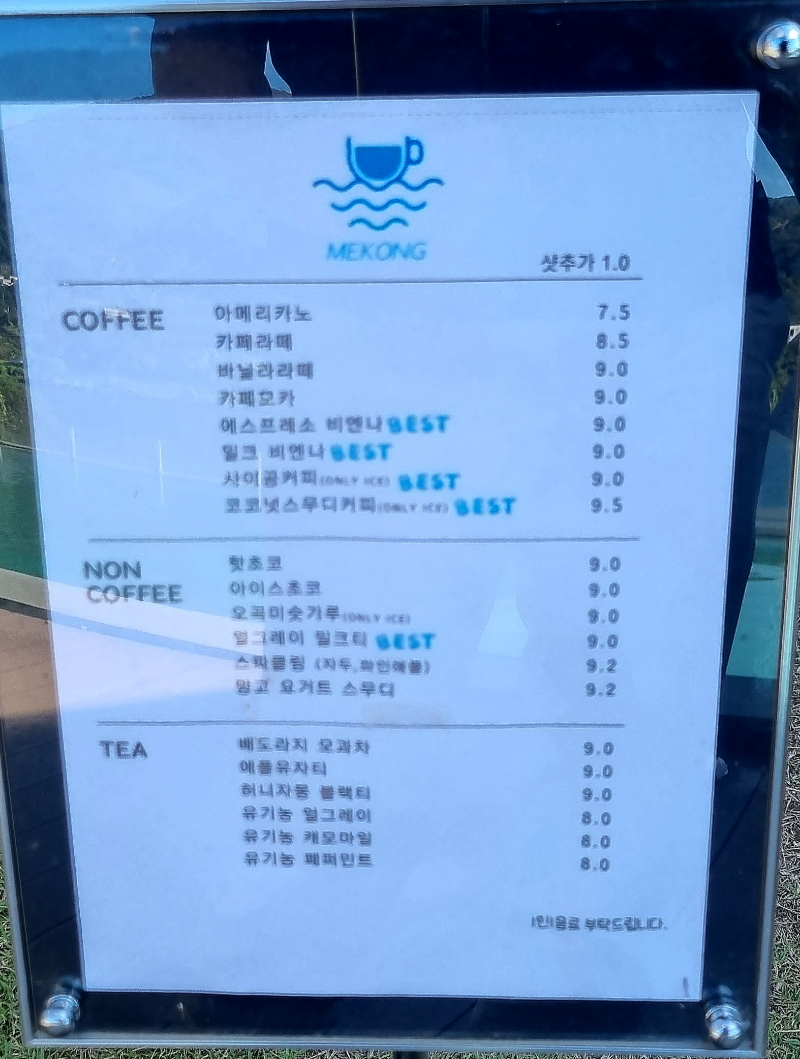 MEKONG
샷추가 1.0
COFFEE
아메리카노 7.5
카페라떼 8.5
바닐라라떼 9.0
카페모카 9.0
에스프레소 비엔나 BEST 9.0
밀크 비엔나 BEST 9.0
사이공커피(ONLY ICE) BEST 9.0
코코넛스무디커피(ONLY ICE) BEST 9.5
NON COFFEE
핫초코 9.0
아이스초코 9.0
오곡미숫기루(ONLY ICE) 9.0
얼그레이 밀크티 BEST 9.0
스파클링 (자두,파인애플) 9.2
망고 요거트 스무디 9.2
TEA
배도라지 모과차 9.0
애플유자티 9.0
허니자몽 블랙티 9.0
유기농 얼그레이 8.0
유기농 캐모마일 8.0
유기농 페퍼민트 8.0
1인1음료 부탁드립니다.